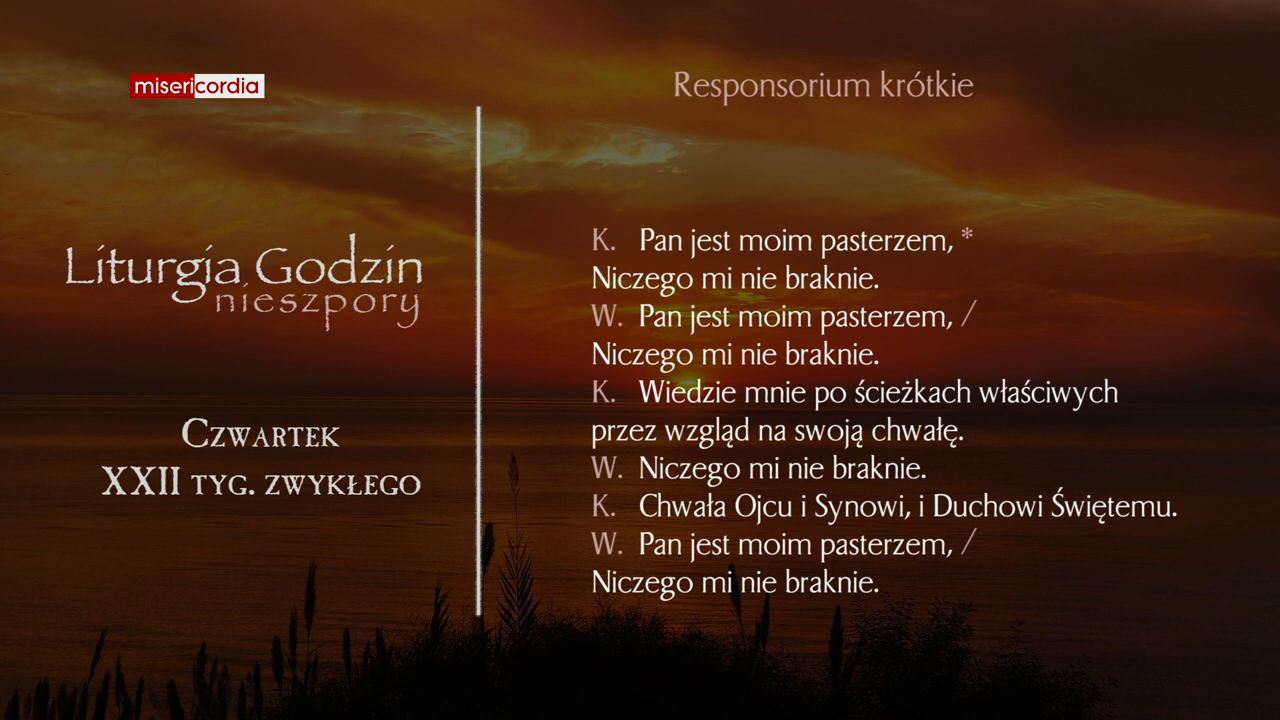 misericordia
Liturgia Godzin
nieszpory
Czwartek
XXII tyg. zwykłego
Responsorium krótkie
K. Pan jest moim pasterzem, *
Niczego mi nie braknie.
W. Pan jest moim pasterzem, /
Niczego mi nie braknie.
K. Wiedzie mnie po ścieżkach właściwych
przez wzgląd na swoją chwałę.
W. Niczego mi nie braknie.
K. Chwała Ojcu i Synowi, i Duchowi Świętemu.
W. Pan jest moim pasterzem, /
Niczego mi nie braknie.